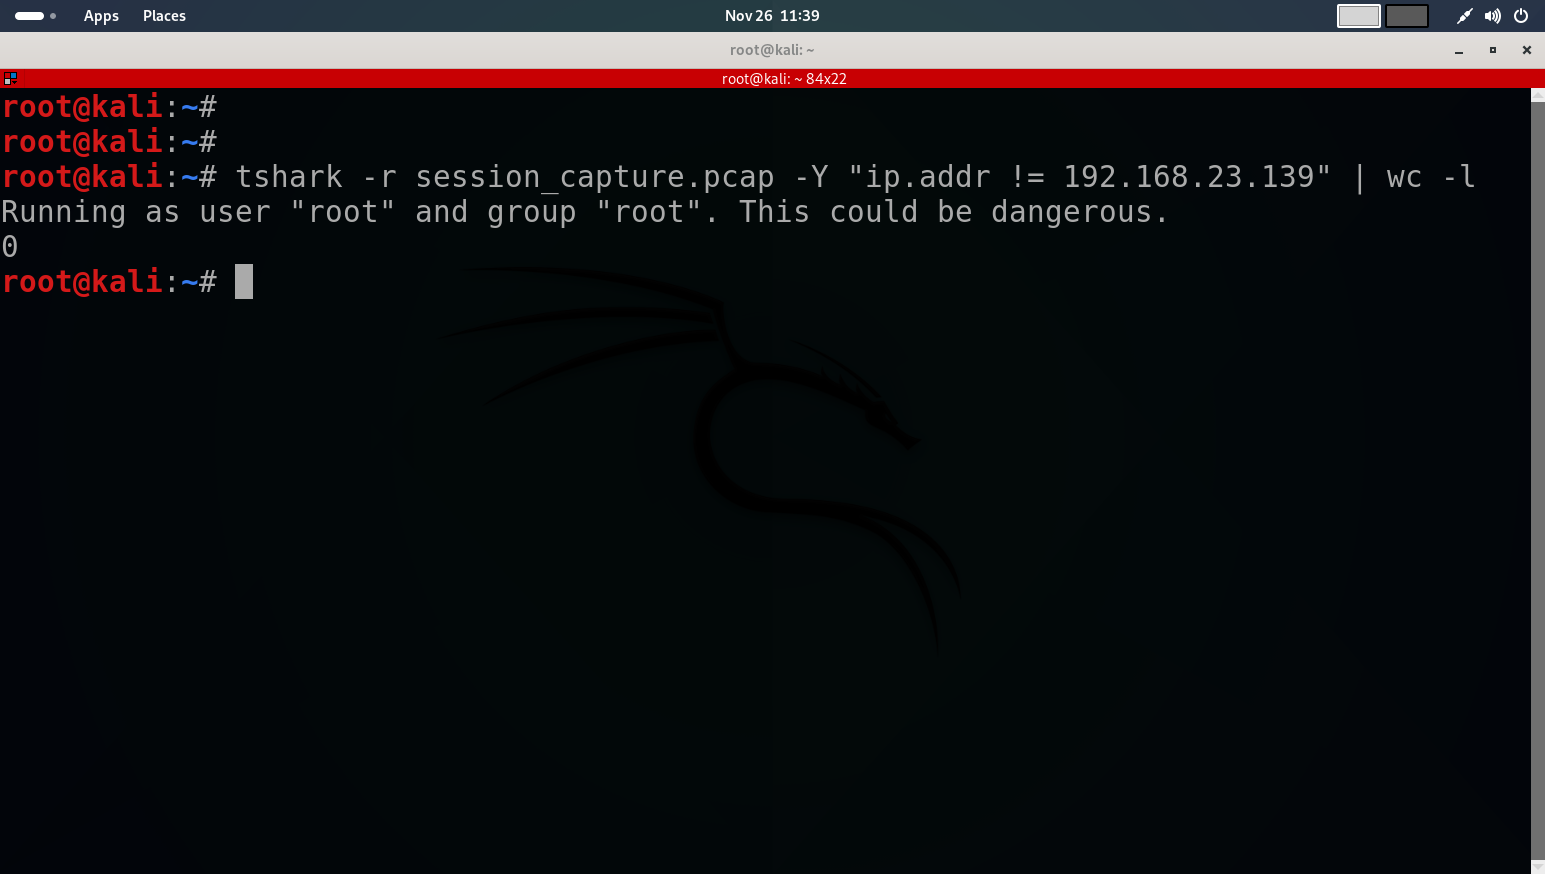 Apps Places Nov 26 11:39
root@kali: ~
root@kali: ~ 84x22
root@kali:~#
root@kali:~#
root@kali:~# tshark -r session_capture.pcap -Y "ip.addr != 192.168.23.139" | wc -l
Running as user "root" and group "root". This could be dangerous.
0
root@kali:~#